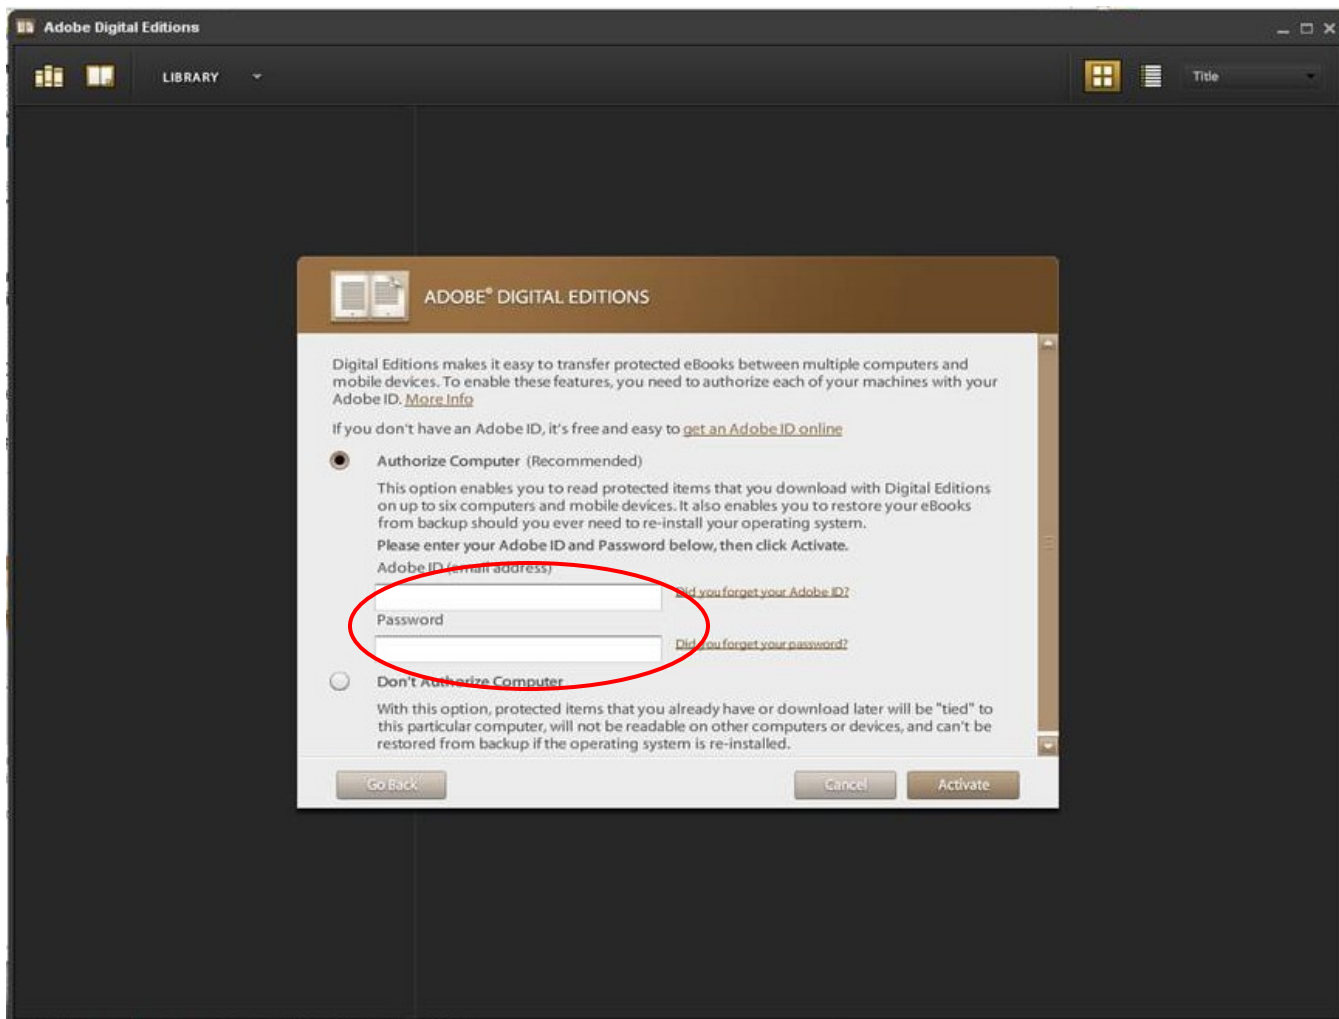 Adobe Digital Editions
LIBRARY
Title
ADOBE® DIGITAL EDITIONS
Digital Editions makes it easy to transfer protected eBooks between multiple computers and
mobile devices. To enable these features, you need to authorize each of your machines with your
Adobe ID. More Info
If you don't have an Adobe ID, it's free and easy to get an Adobe ID online
Authorize Computer (Recommended)
This option enables you to read protected items that you download with Digital Editions
on up to six computers and mobile devices. It also enables you to restore your eBooks
from backup should you ever need to re-install your operating system.
Please enter your Adobe ID and Password below, then click Activate.
Adobe ID (email address)
Did you forget your Adobe ID?
Password
Did you forget your password?
Don't Authorize Computer
With this option, protected items that you already have or download later will be "tied" to
this particular computer, will not be readable on other computers or devices, and can't be
restored from backup if the operating system is re-installed.
Go Back
Cancel
Activate